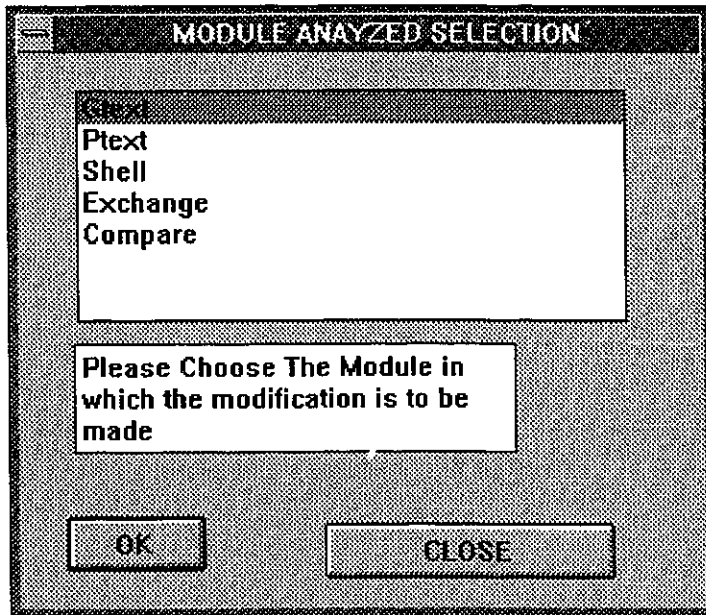 MODULE ANAYZED SELECTION
Gtext
Ptext
Shell
Exchange
Compare
Please Choose The Module in
which the modification is to be
made
OK
CLOSE